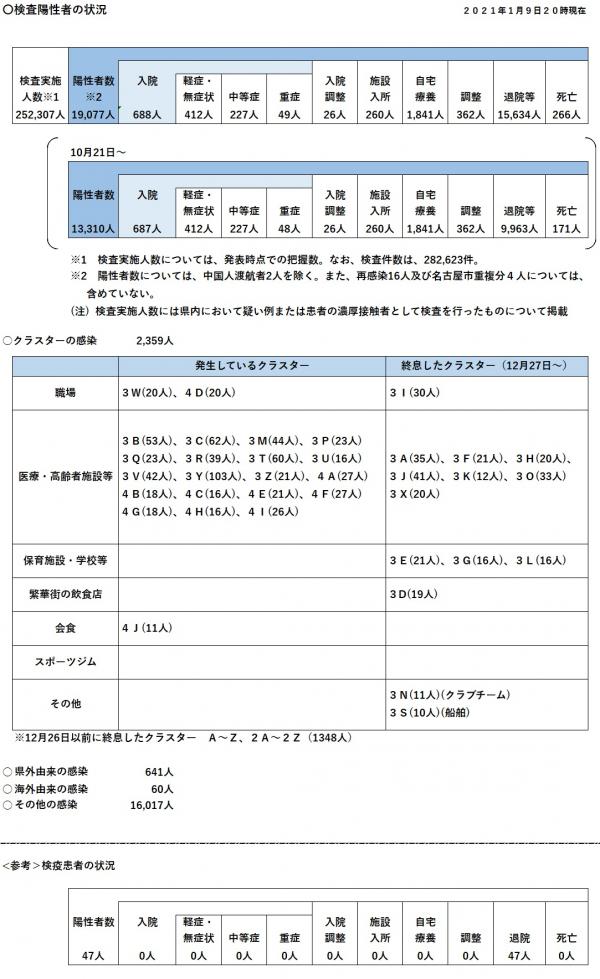 〇検査陽性者の状況
２０２１年１月９日２０時現在
検査実施人数※1 陽性者数※2 入院 軽症・無症状 中等症 重症 入院調整 施設入所 自宅療養 調整 退院等 死亡
252,307人 19,077人 688人 412人 227人 49人 26人 260人 1,841人 362人 15,634人 266人
10月21日～
陽性者数 入院 軽症・無症状 中等症 重症 入院調整 施設入所 自宅療養 調整 退院等 死亡
13,310人 687人 412人 227人 48人 26人 260人 1,841人 362人 9,963人 171人
※1　検査実施人数については、発表時点での把握数。なお、検査件数は、282,623件。
※2　陽性者数については、中国人渡航者2人を除く。また、再感染16人及び名古屋市重複分４人については、
含めていない。
（注）検査実施人数には県内において疑い例または患者の濃厚接触者として検査を行ったものについて掲載
〇クラスターの感染　2,359人
発生しているクラスター 終息したクラスター（12月27日～）
職場 ３Ｗ(20人)、４Ｄ(20人) ３Ｉ(30人)
医療・高齢者施設等
３Ｂ(53人)、３Ｃ(62人)、３Ｍ(44人)、３Ｐ(23人)
３Ｑ(23人)、３Ｒ(39人)、３Ｔ(60人)、３Ｕ(16人)
３Ｖ(42人)、３Ｙ(103人)、３Ｚ(21人)、４Ａ(27人)
４Ｂ(18人)、４Ｃ(16人)、４Ｅ(21人)、４Ｆ(27人)
４Ｇ(18人)、４Ｈ(16人)、４Ｉ(26人)
３Ａ(35人)、３Ｆ(21人)、３Ｈ(20人)、
３Ｊ(41人)、３Ｋ(12人)、３Ｏ(33人)
３Ｘ(20人)
保育施設・学校等 ３Ｅ(21人)、３Ｇ(16人)、３Ｌ(16人)
繁華街の飲食店 ３Ｄ(19人)
会食 ４Ｊ(11人)
スポーツジム
その他
３Ｎ(11人)(クラブチーム)
３Ｓ(10人)(船舶)
※12月26日以前に終息したクラスター　Ａ～Ｚ、２Ａ～２Ｚ（1348人）
〇 県外由来の感染　641人
〇 海外由来の感染　60人
〇 その他の感染　16,017人
<参考＞検疫患者の状況
陽性者数 入院 軽症・無症状 中等症 重症 入院調整 施設入所 自宅療養 調整 退院 死亡
47人 0人 0人 0人 0人 0人 0人 0人 0人 47人 0人